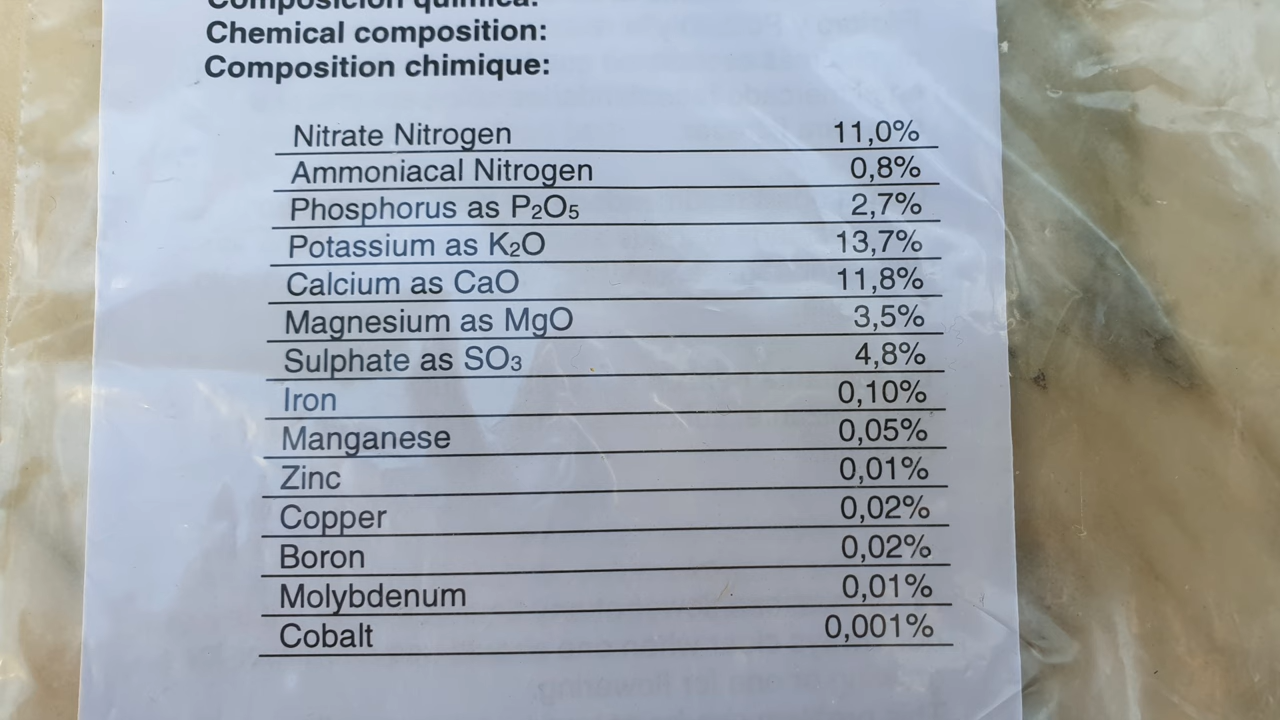 Composición química:
Chemical composition:
Composition chimique:
Nitrate Nitrogen 11,0%
Ammoniacal Nitrogen 0,8%
Phosphorus as P₂O₅ 2,7%
Potassium as K₂O 13,7%
Calcium as CaO 11,8%
Magnesium as MgO 3,5%
Sulphate as SO₃ 4,8%
Iron 0,10%
Manganese 0,05%
Zinc 0,01%
Copper 0,02%
Boron 0,02%
Molybdenum 0,01%
Cobalt 0,001%